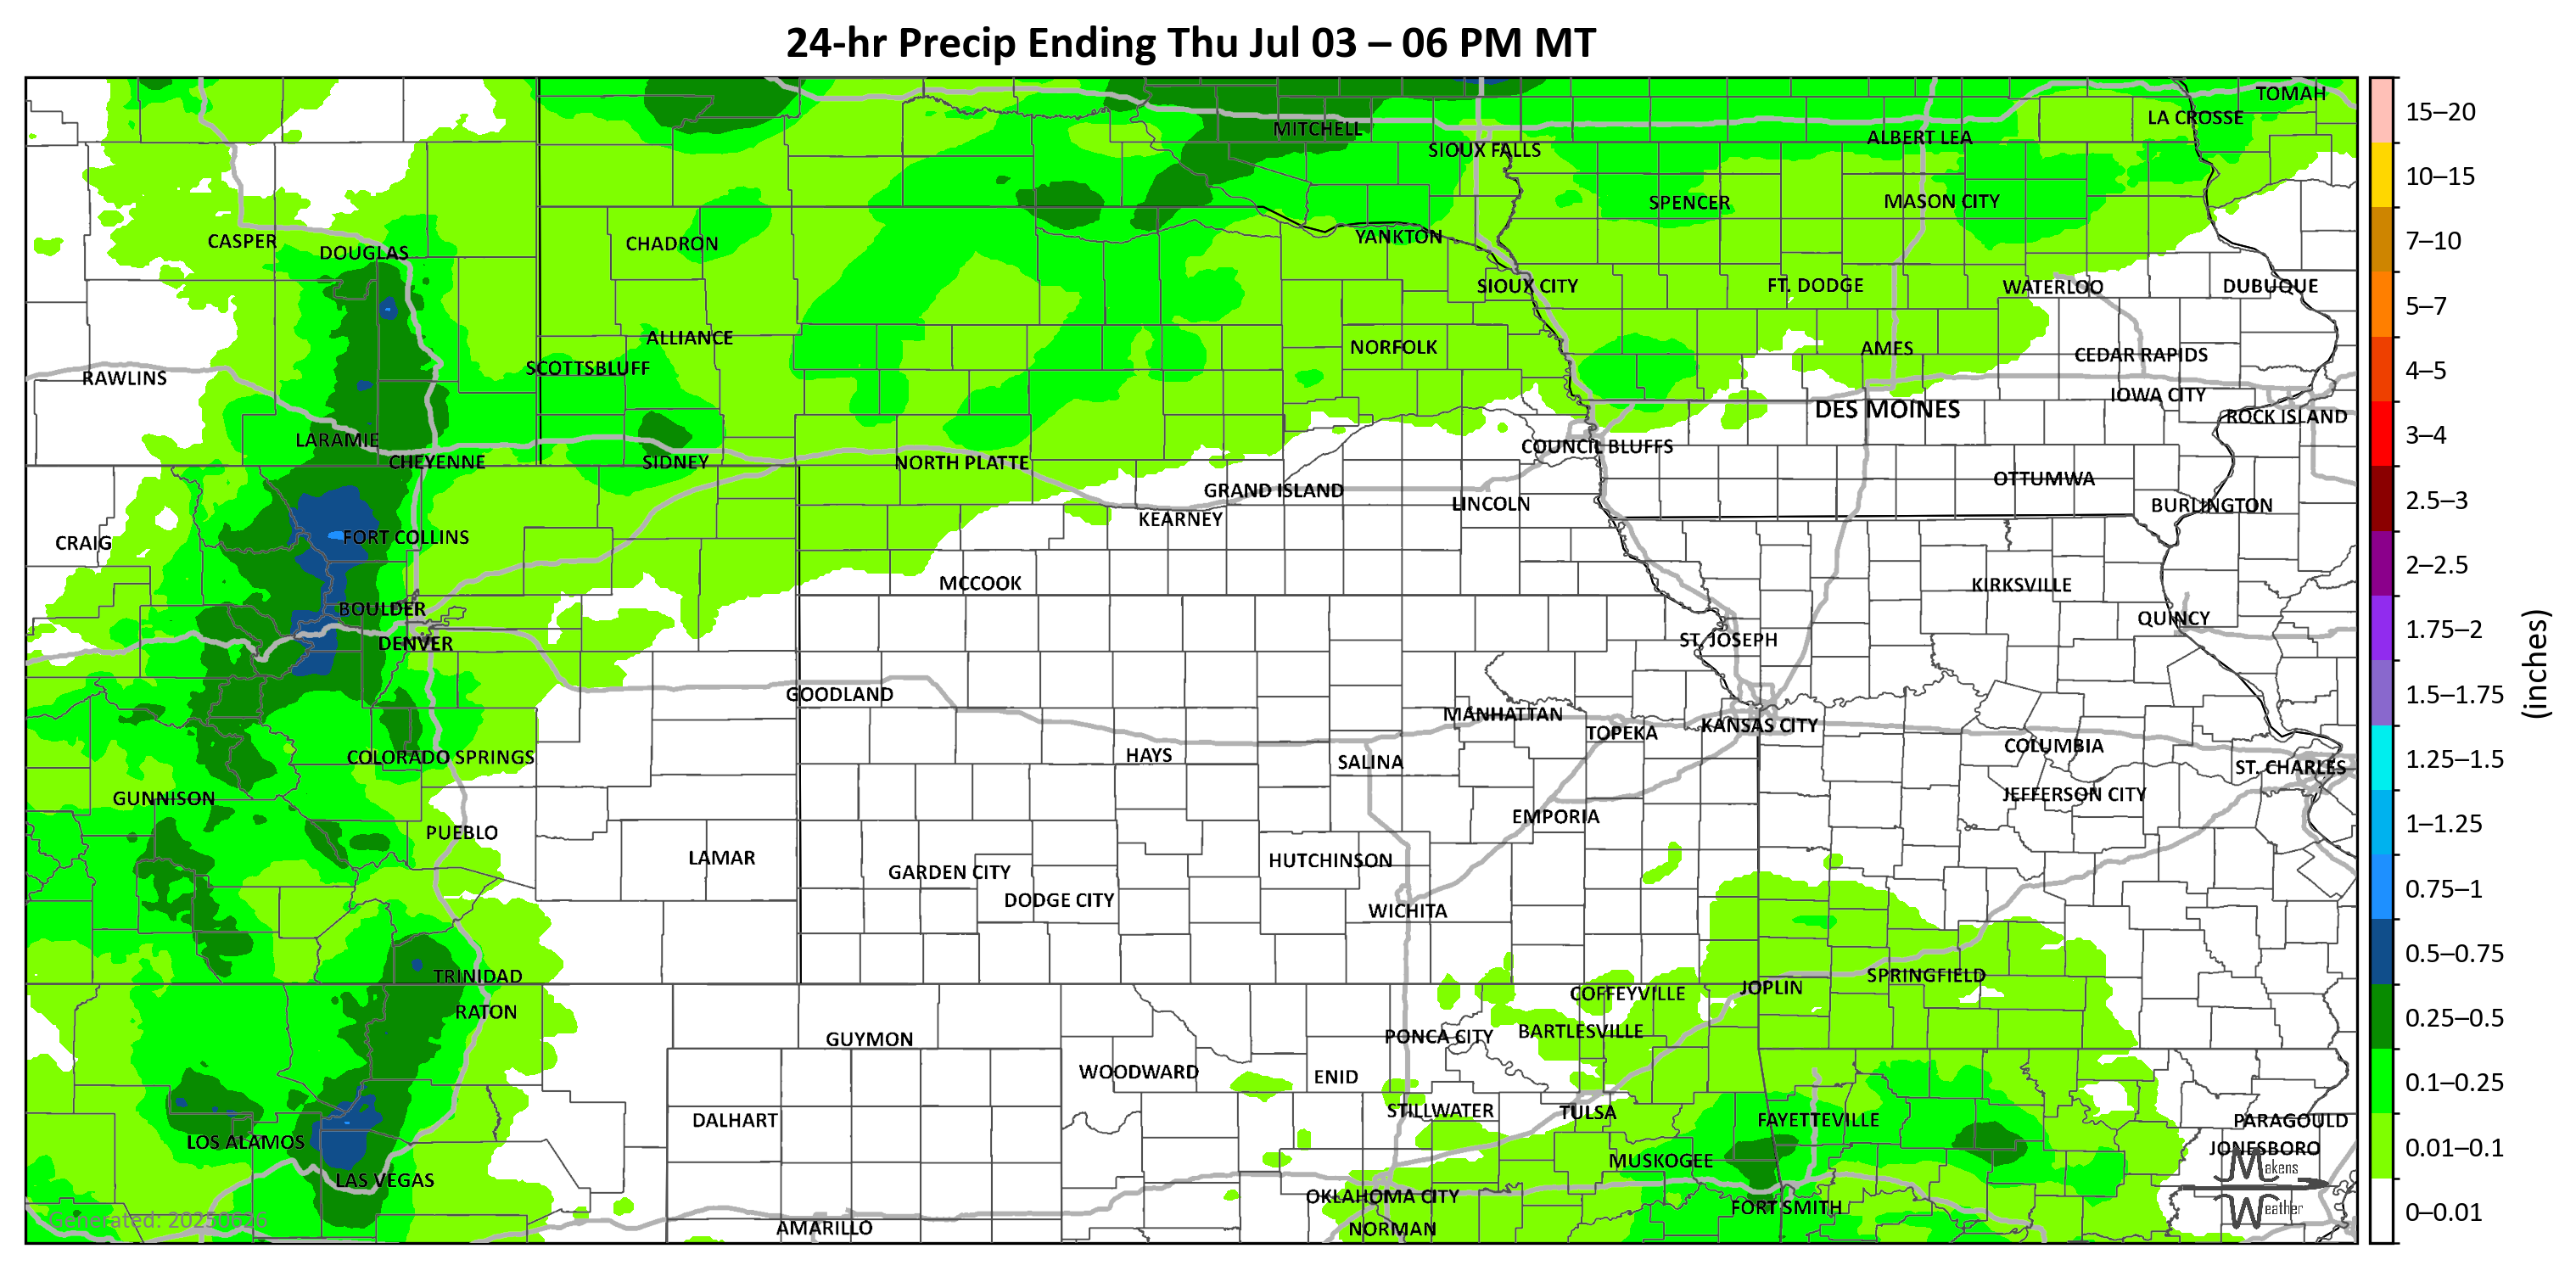 24-hr Precip Ending Thu Jul 03 – 06 PM MT
TOMAH
LA CROSSE
MITCHELL
ALBERT LEA
SIOUX FALLS
SPENCER
MASON CITY
CASPER
DOUGLAS
CHADRON
YANKTON
SIOUX CITY
FT. DODGE
WATERLOO
DUBUQUE
ALLIANCE
NORFOLK
AMES
CEDAR RAPIDS
RAWLINS
SCOTTSBLUFF
IOWA CITY
DES MOINES
ROCK ISLAND
LARAMIE
COUNCIL BLUFFS
CHEYENNE
SIDNEY
NORTH PLATTE
OTTUMWA
GRAND ISLAND
LINCOLN
BURLINGTON
KEARNEY
CRAIG
FORT COLLINS
MCCOOK
KIRKSVILLE
BOULDER
QUINCY
DENVER
ST. JOSEPH
GOODLAND
MANHATTAN
TOPEKA
KANSAS CITY
COLUMBIA
COLORADO SPRINGS
HAYS
SALINA
ST. CHARLES
GUNNISON
JEFFERSON CITY
EMPORIA
PUEBLO
LAMAR
HUTCHINSON
GARDEN CITY
DODGE CITY
WICHITA
TRINIDAD
SPRINGFIELD
JOPLIN
COFFEYVILLE
RATON
BARTLESVILLE
PONCA CITY
GUYMON
WOODWARD
ENID
STILLWATER
TULSA
DALHART
FAYETTEVILLE
PARAGOULD
LOS ALAMOS
JONESBORO
MUSKOGEE
LAS VEGAS
OKLAHOMA CITY
FORT SMITH
AMARILLO
NORMAN
Generated: 20250626
Makens
Weather
15–20
10–15
7–10
5–7
4–5
3–4
2.5–3
2–2.5
1.75–2
1.5–1.75
1.25–1.5
1–1.25
0.75–1
0.5–0.75
0.25–0.5
0.1–0.25
0.01–0.1
0–0.01
(inches)